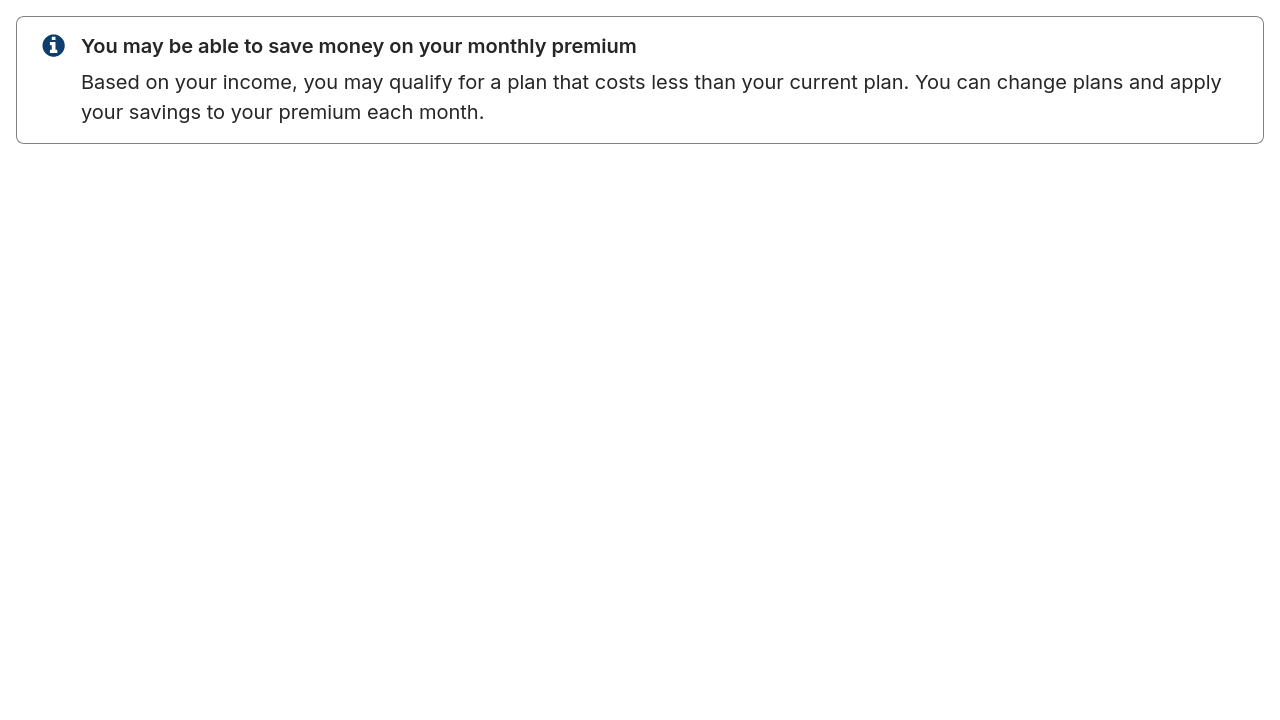 You may be able to save money on your monthly premium
Based on your income, you may qualify for a plan that costs less than your current plan. You can change plans and apply
your savings to your premium each month.